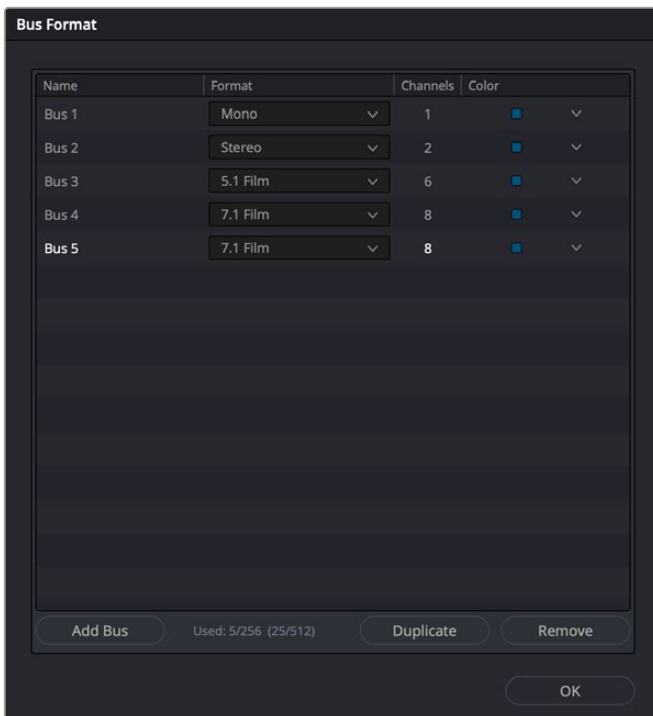 Bus Format
Name Format Channels Color
Bus 1 Mono 1
Bus 2 Stereo 2
Bus 3 5.1 Film 6
Bus 4 7.1 Film 8
Bus 5 7.1 Film 8
Add Bus Used: 5/256 (25/512) Duplicate Remove
OK